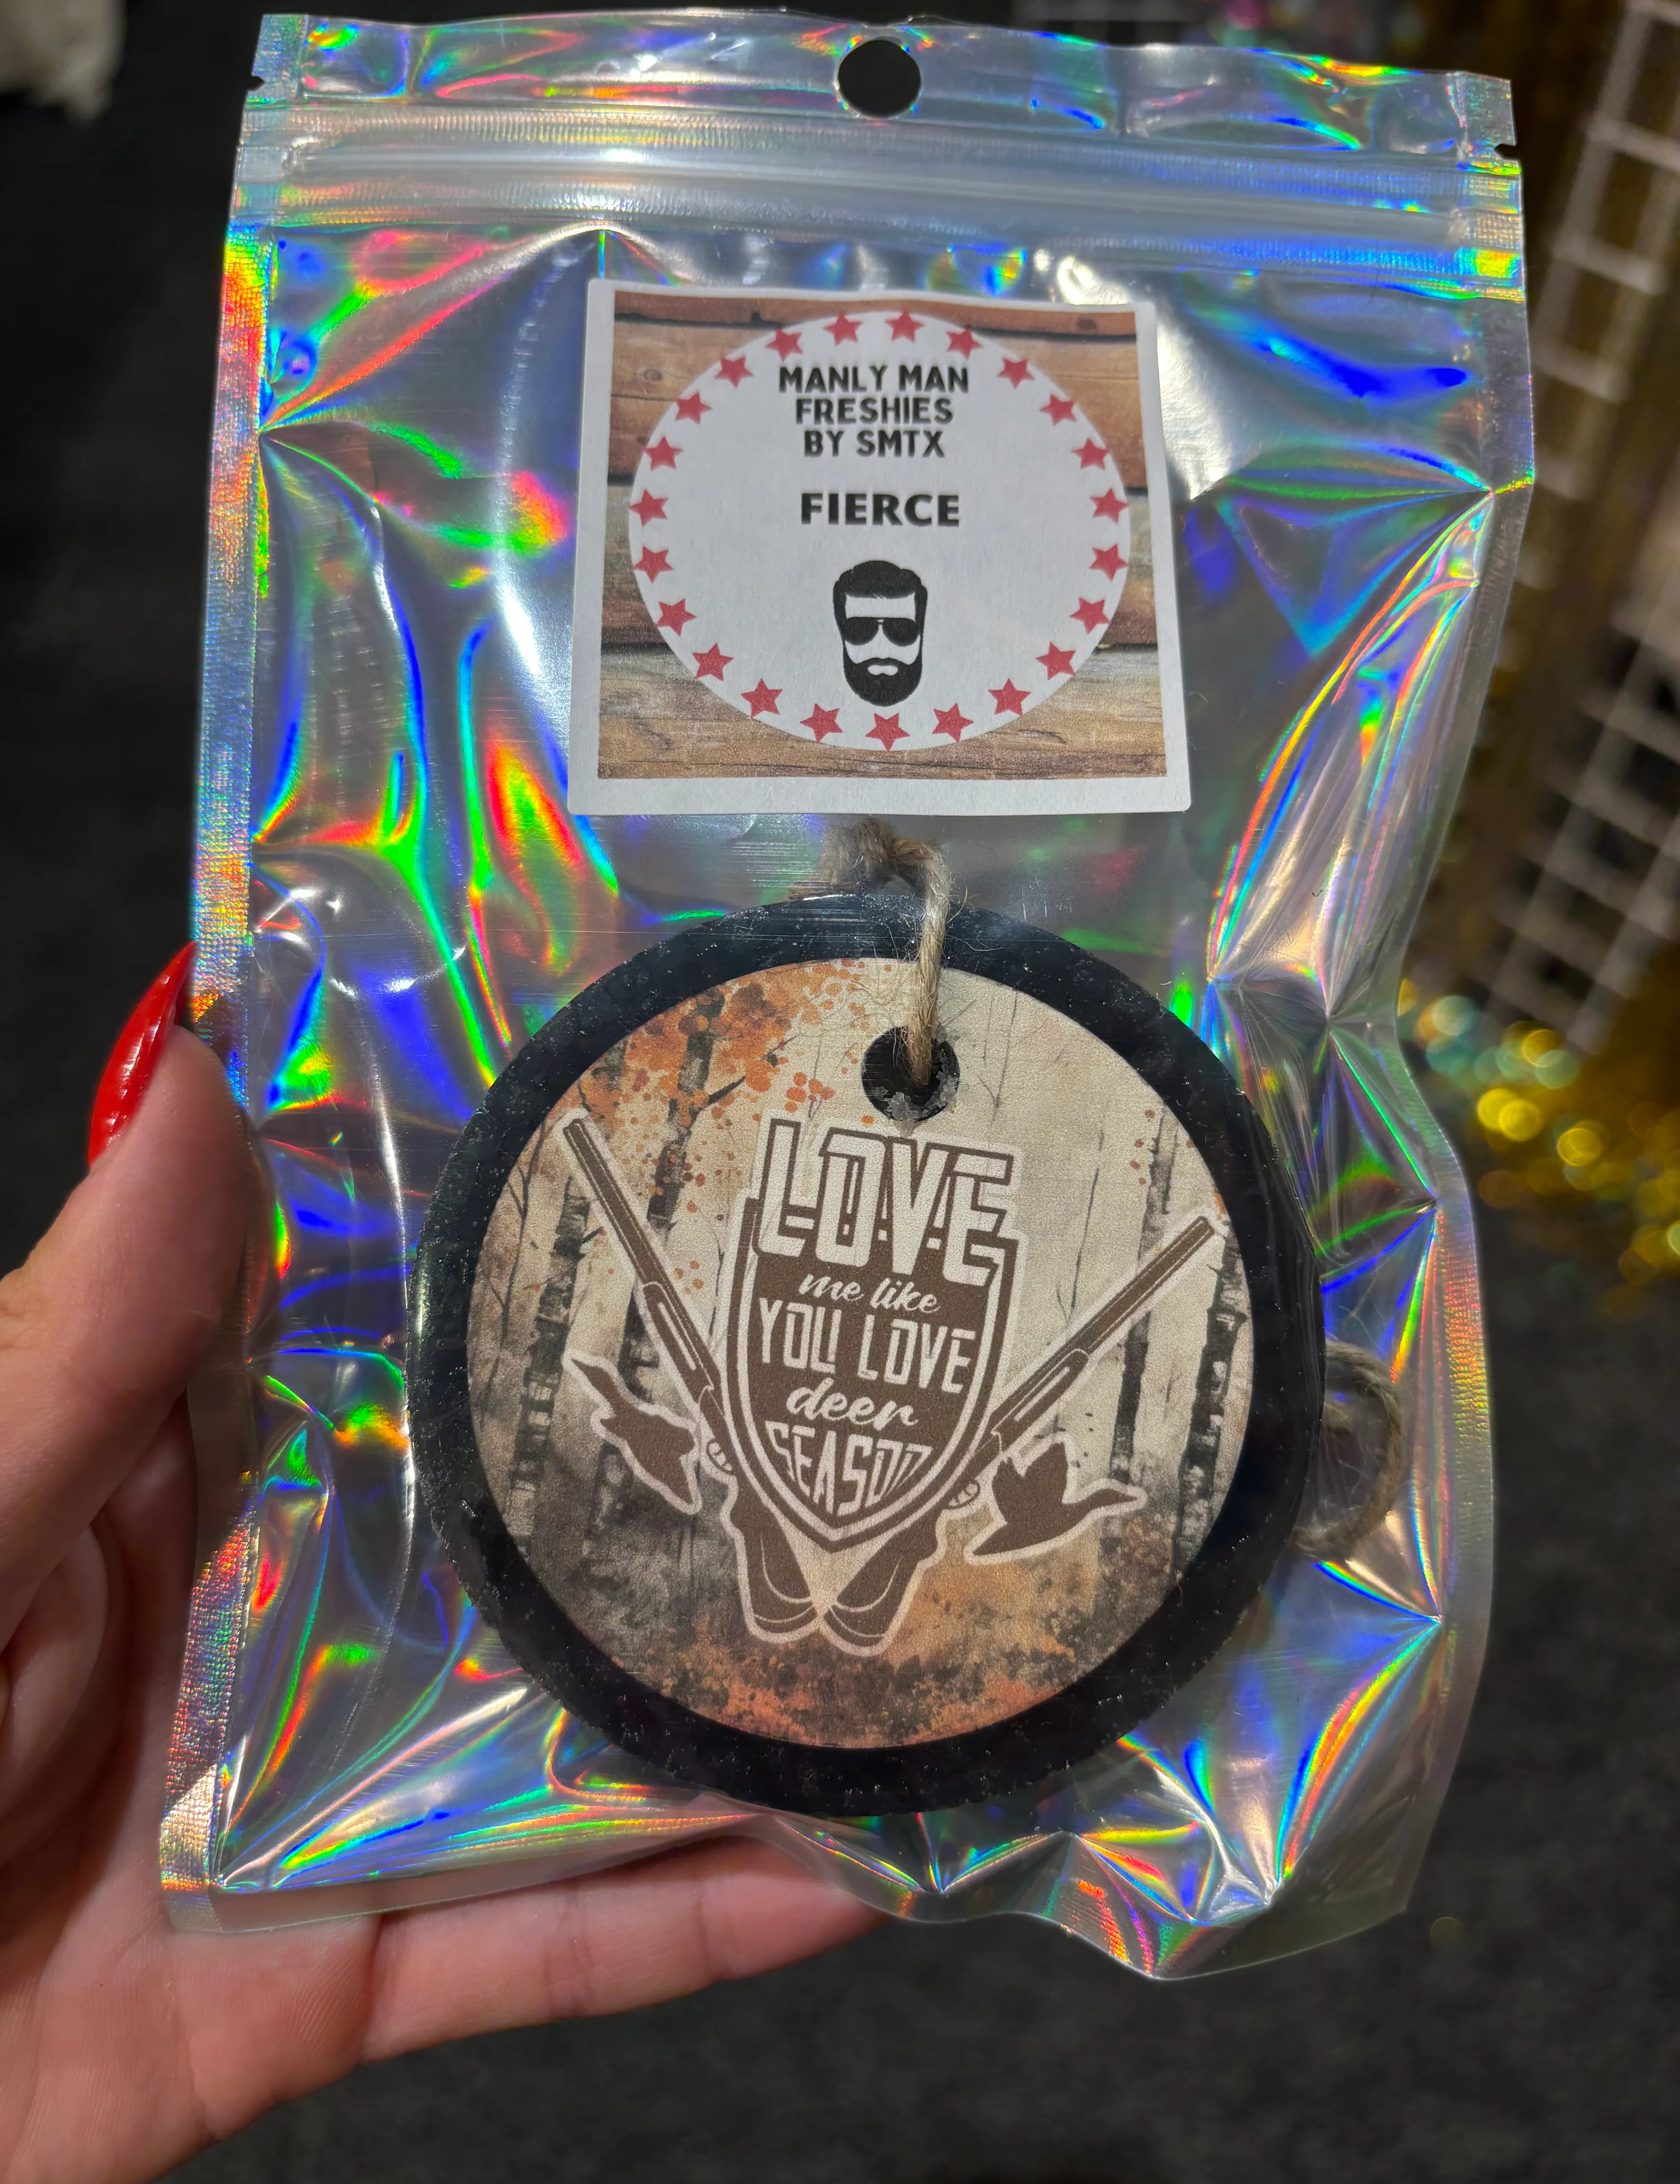 MANLY MAN
FRESHIES
BY SMTX
FIERCE
LOVE
me like
YOU LOVE
deer
SEASON